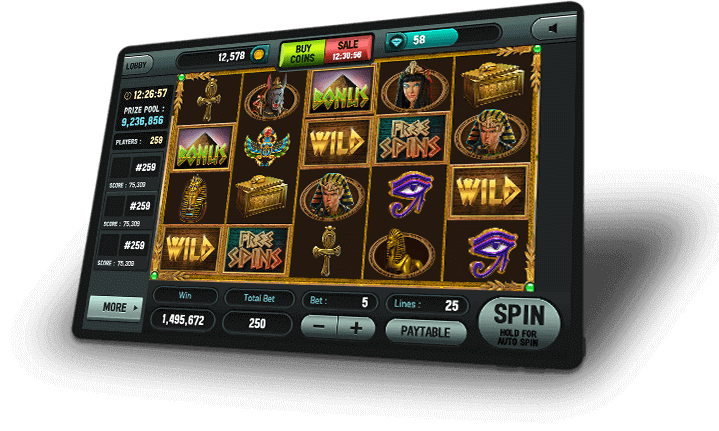 LOBBY
12,578
BUY
COINS
SALE
12:30:56
58
12:26:57
PRIZE POOL :
9,236,856
PLAYERS : 258
#259
SCORE : 75,309
#259
SCORE : 75,309
#259
SCORE : 75,309
MORE
BONUS
BONUS
WILD
FREE
SPINS
WILD
WILD
FREE
SPINS
Win
1,495,672
Total Bet
250
Bet : 5
− +
Lines : 25
PAYTABLE
SPIN
HOLD FOR
AUTO SPIN